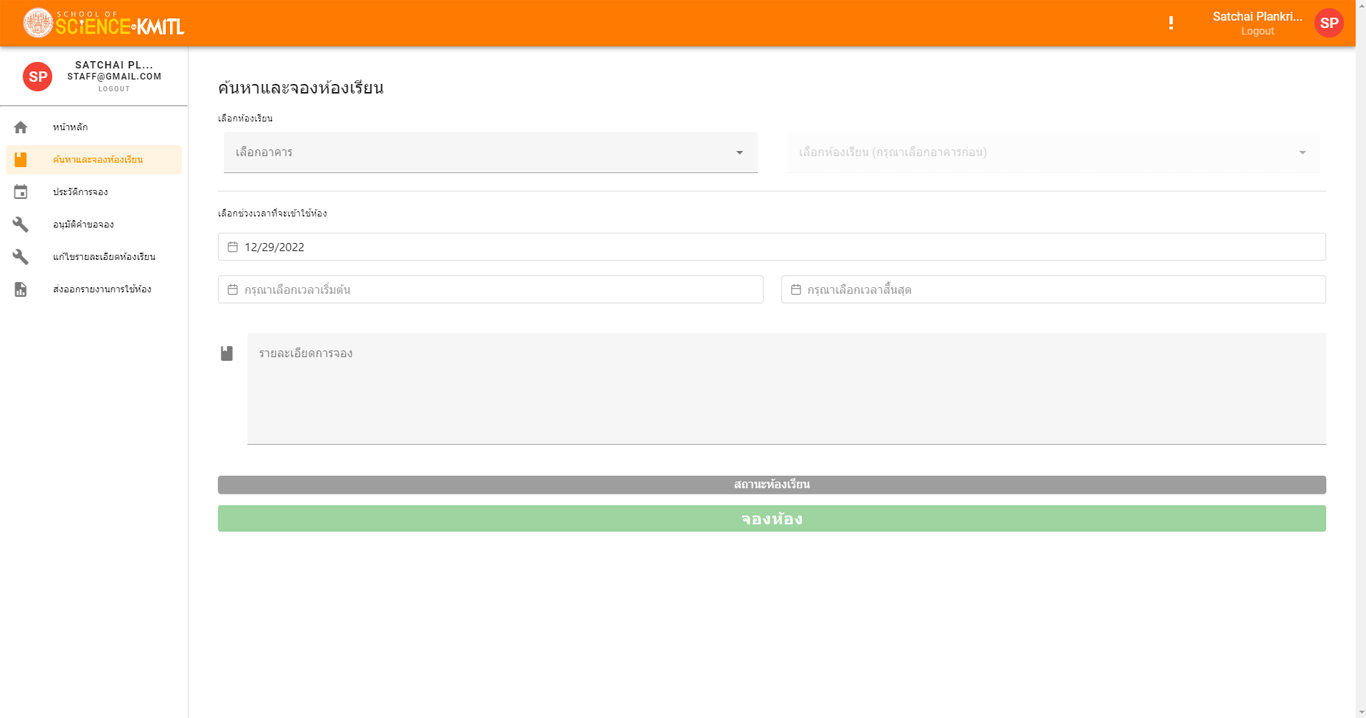 SCHOOL OF
SCIENCE KMITL
Satchai Plankri...
Logout
SP
SP
SATCHAI PL...
STAFF@GMAIL.COM
LOGOUT
หน้าหลัก
ค้นหาและจองห้องเรียน
ประวัติการจอง
อนุมัติคำขอจอง
แก้ไขรายละเอียดห้องเรียน
ส่งออกรายงานการใช้ห้อง
ค้นหาและจองห้องเรียน
เลือกห้องเรียน
เลือกอาคาร
เลือกห้องเรียน (กรุณาเลือกอาคารก่อน)
เลือกช่วงเวลาที่จะเข้าใช้ห้อง
12/29/2022
กรุณาเลือกเวลาเริ่มต้น
กรุณาเลือกเวลาสิ้นสุด
รายละเอียดการจอง
สถานะห้องเรียน
จองห้อง